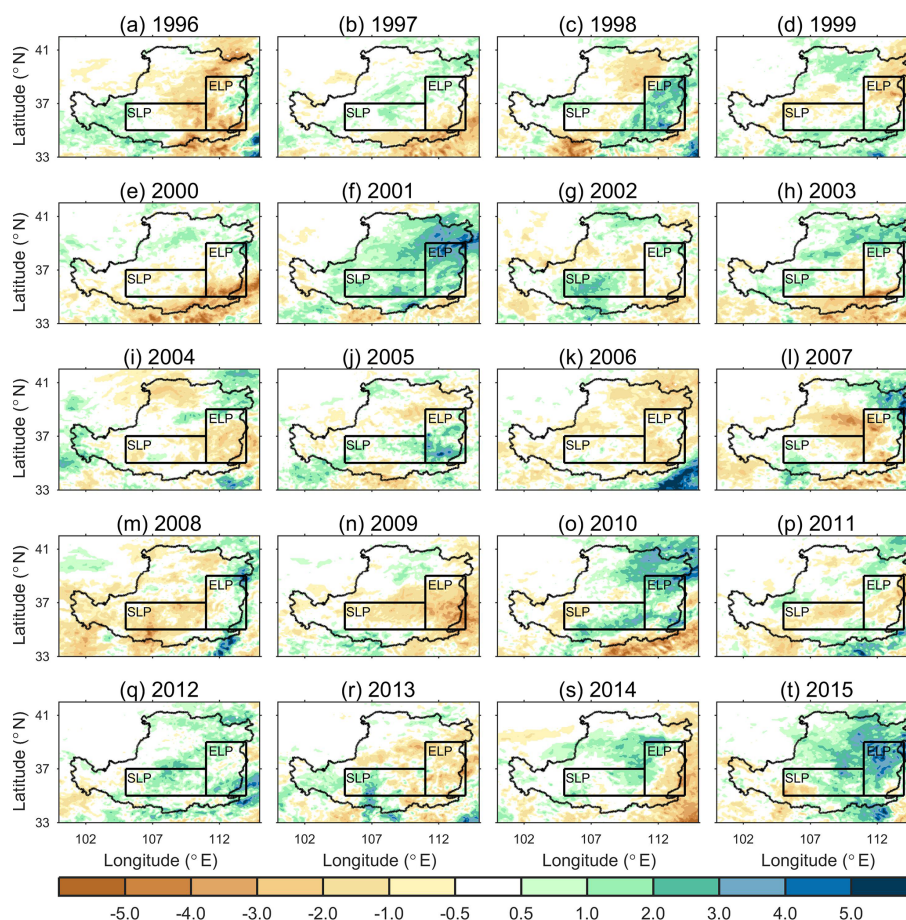 (a) 1996 (b) 1997 (c) 1998 (d) 1999
41
37
33
Latitude (° N)
SLP ELP SLP ELP SLP ELP SLP ELP
(e) 2000 (f) 2001 (g) 2002 (h) 2003
41
37
33
Latitude (° N)
SLP ELP SLP ELP SLP ELP SLP ELP
(i) 2004 (j) 2005 (k) 2006 (l) 2007
41
37
33
Latitude (° N)
SLP ELP SLP ELP SLP ELP SLP ELP
(m) 2008 (n) 2009 (o) 2010 (p) 2011
41
37
33
Latitude (° N)
SLP ELP SLP ELP SLP ELP SLP ELP
(q) 2012 (r) 2013 (s) 2014 (t) 2015
41
37
33
Latitude (° N)
SLP ELP SLP ELP SLP ELP SLP ELP
102 107 112 102 107 112 102 107 112 102 107 112
Longitude (° E) Longitude (° E) Longitude (° E) Longitude (° E)
-5.0 -4.0 -3.0 -2.0 -1.0 -0.5 0.5 1.0 2.0 3.0 4.0 5.0